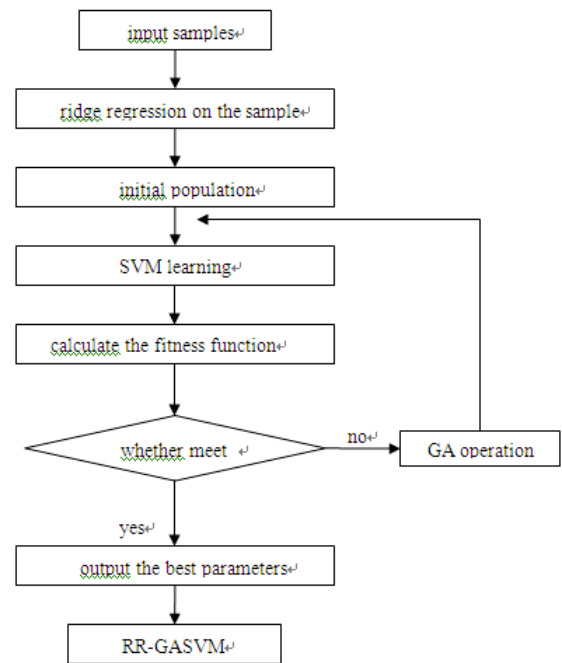 input samples
ridge regression on the sample
initial population
SVM learning
calculate the fitness function
whether meet
no
GA operation
yes
output the best parameters
RR-GASVM